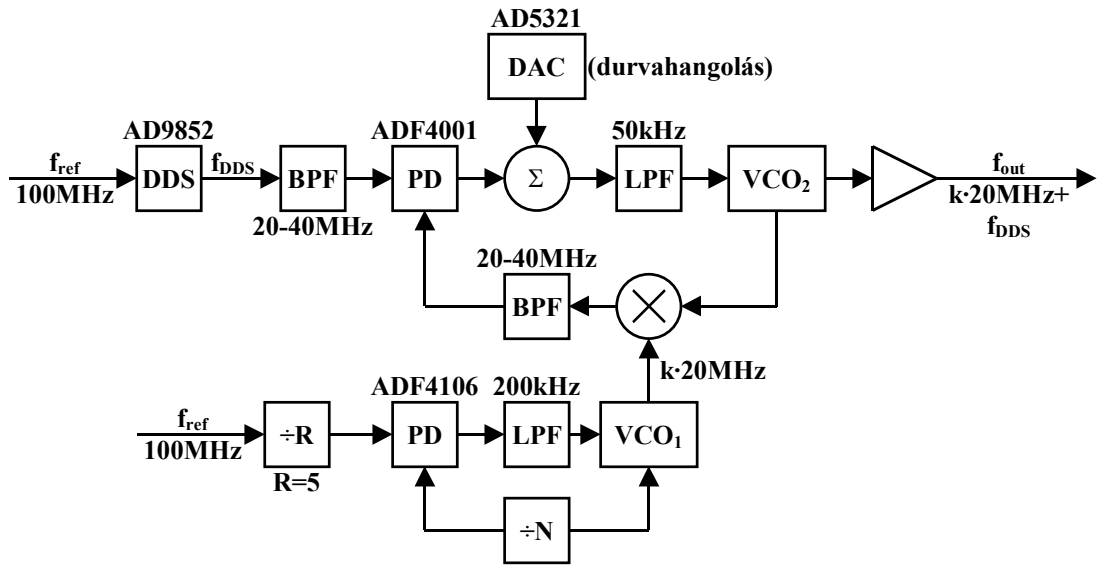 AD5321
DAC
(durvahangolás)
AD9852
ADF4001
50kHz
f_ref
100MHz
DDS
f_DDS
BPF
20-40MHz
PD
Σ
LPF
VCO₂
f_out
k·20MHz+
f_DDS
20-40MHz
BPF
k·20MHz
ADF4106
200kHz
f_ref
100MHz
÷R
R=5
PD
LPF
VCO₁
÷N